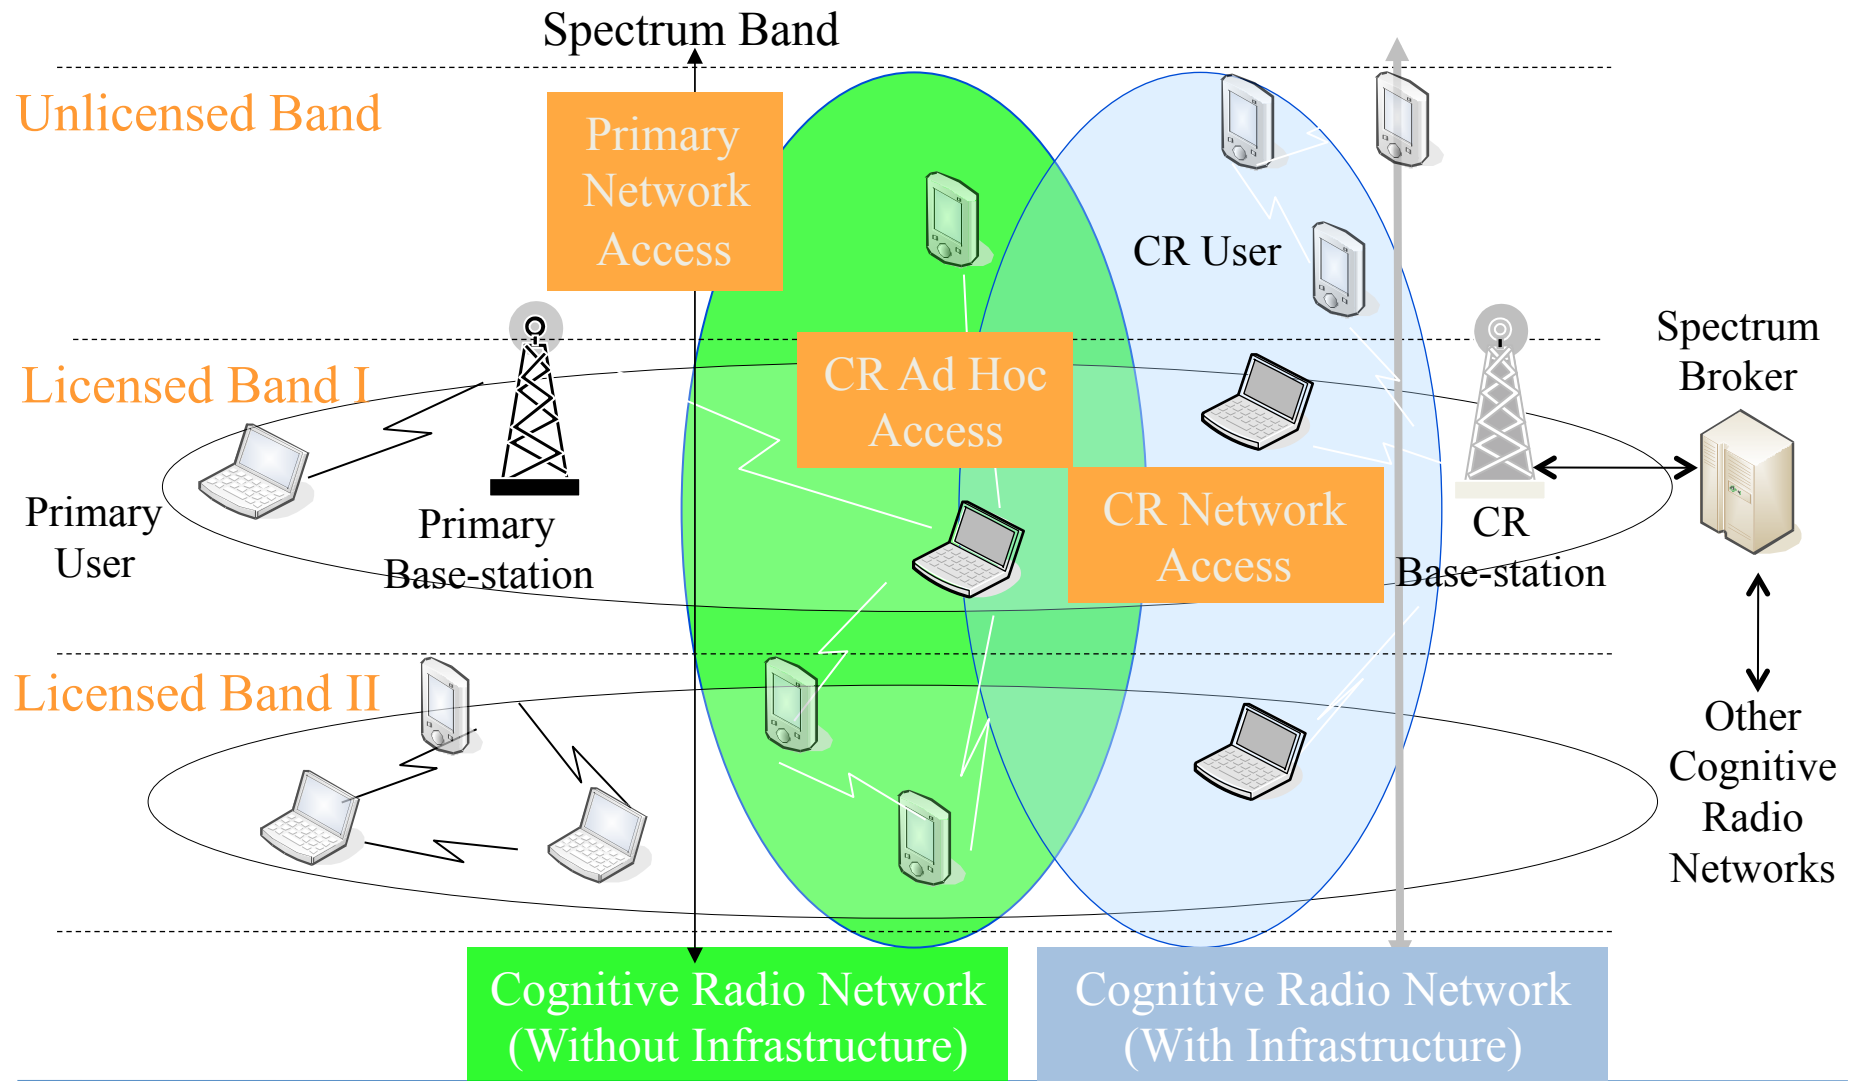 Spectrum Band
Unlicensed Band
Primary
Network
Access
CR User
Spectrum
Broker
Licensed Band I
CR Ad Hoc
Access
Primary
User
Primary
Base-station
CR Network
Access
CR
Base-station
Licensed Band II
Other
Cognitive
Radio
Networks
Cognitive Radio Network
(Without Infrastructure)
Cognitive Radio Network
(With Infrastructure)